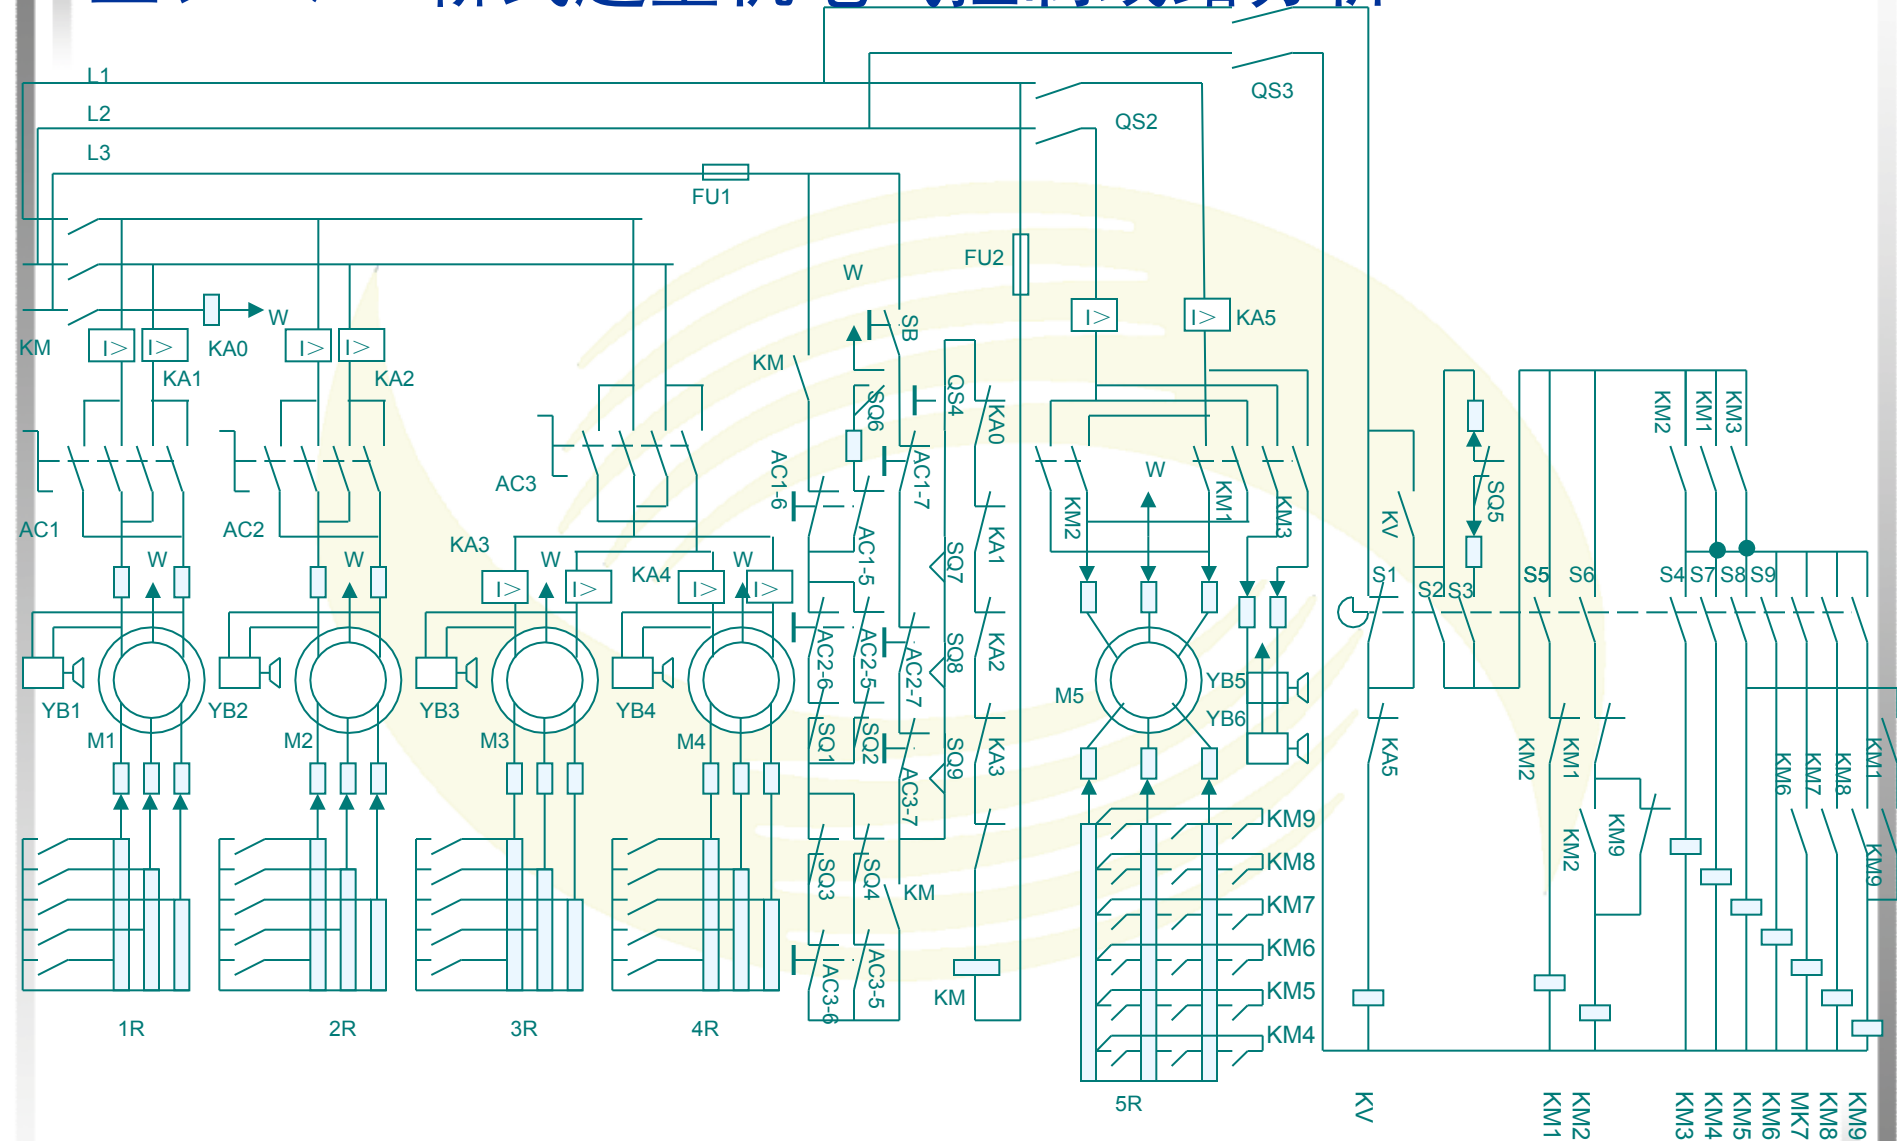 QS3
L1
L2
QS2
L3
FU1
FU2
W
W
SB
KA5
KM
KA0
KM
KA1
KA2
SQ6
QS4
KA0
KM2
KM1
KM3
AC3
AC1-6
AC1-7
W
KM2
KM1
KM3
KV
SQ5
AC1
AC2
KA3
W
W
W
KA4
W
AC1-5
SQ7
KA1
S1
S2
S3
S5
S6
S4
S7
S8
S9
YB1
M1
YB2
M2
YB3
M3
YB4
M4
AC2-6
AC2-5
AC2-7
SQ8
KA2
M5
YB5
YB6
SQ1
SQ2
AC3-7
SQ9
KA3
KA5
KM2
KM1
KM6
KM7
KM8
KM1
KM2
KM9
KM9
SQ3
SQ4
KM
AC3-6
AC3-5
KM
KM9
KM8
KM7
KM6
KM5
KM4
1R
2R
3R
4R
5R
KV
KM1
KM2
KM3
KM4
KM5
KM6
MK7
KM8
KM9